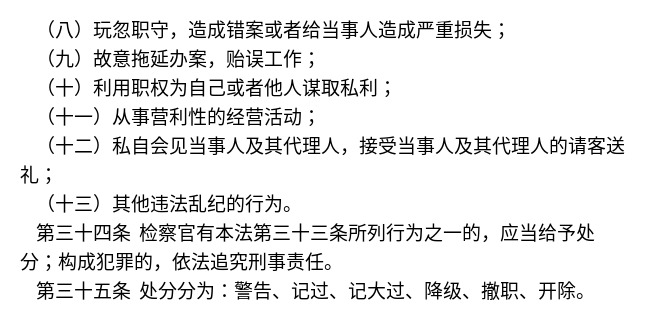 （八）玩忽职守，造成错案或者给当事人造成严重损失；
（九）故意拖延办案，贻误工作；
（十）利用职权为自己或者他人谋取私利；
（十一）从事营利性的经营活动；
（十二）私自会见当事人及其代理人，接受当事人及其代理人的请客送
礼；
（十三）其他违法乱纪的行为。
第三十四条 检察官有本法第三十三条所列行为之一的，应当给予处
分；构成犯罪的，依法追究刑事责任。
第三十五条 处分分为：警告、记过、记大过、降级、撤职、开除。